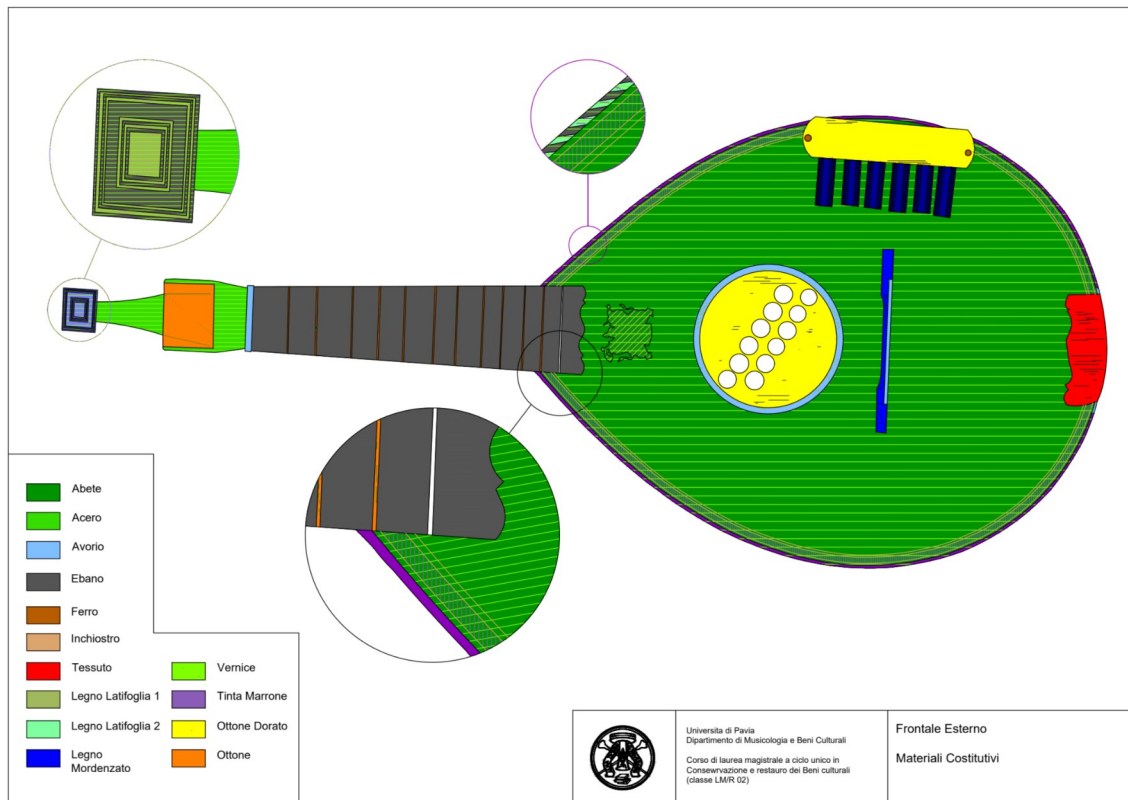 Abete
Acero
Avorio
Ebano
Ferro
Inchiostro
Tessuto
Legno Latifoglia 1
Legno Latifoglia 2
Legno
Mordenzato
Vernice
Tinta Marrone
Ottone Dorato
Ottone
Universita di Pavia
Dipartimento di Musicologia e Beni Culturali
Corso di laurea magistrale a ciclo unico in
Consewrvazione e restauro dei Beni culturali
(classe LM/R 02)
Frontale Esterno
Materiali Costitutivi